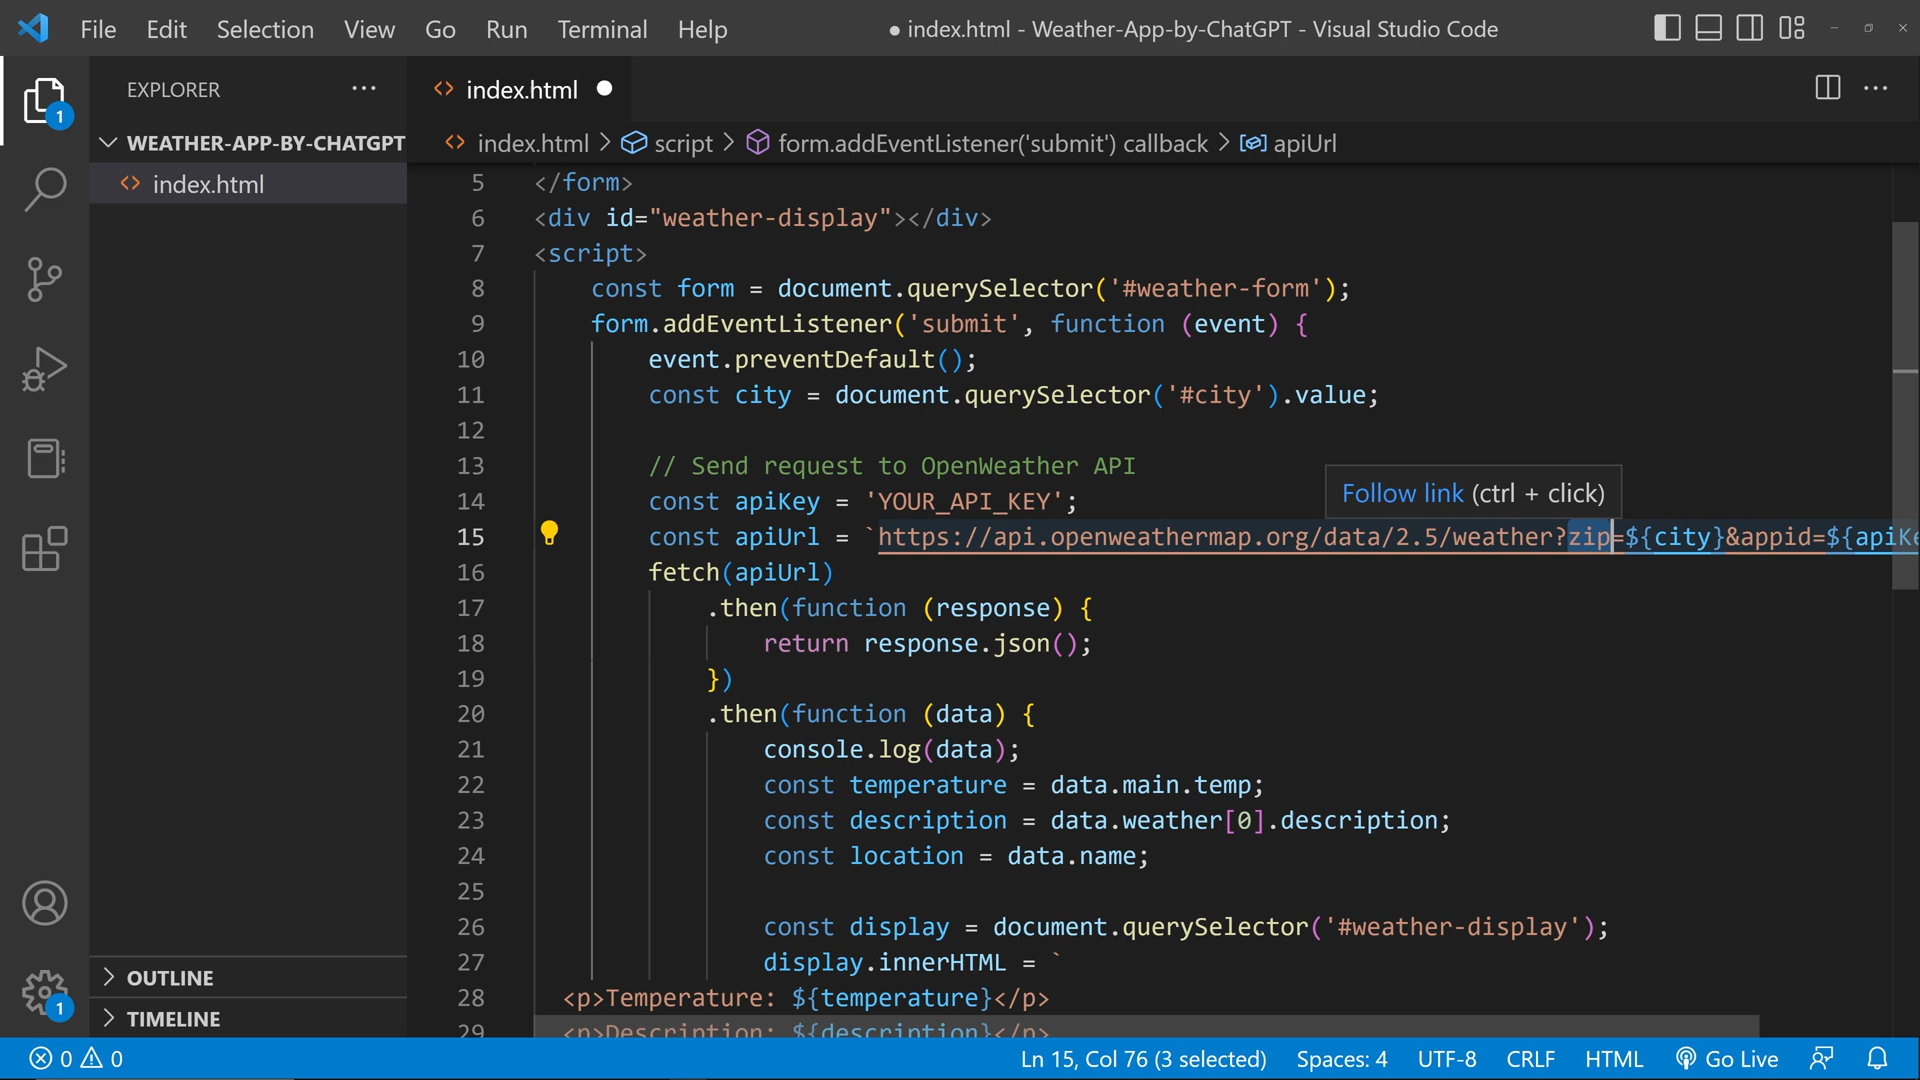 File Edit Selection View Go Run Terminal Help
● index.html - Weather-App-by-ChatGPT - Visual Studio Code
EXPLORER ...
index.html
WEATHER-APP-BY-CHATGPT
index.html
index.html > script > form.addEventListener('submit') callback > apiUrl
5 </form>
6 <div id="weather-display"></div>
7 <script>
8 const form = document.querySelector('#weather-form');
9 form.addEventListener('submit', function (event) {
10 event.preventDefault();
11 const city = document.querySelector('#city').value;
12
13 // Send request to OpenWeather API
14 const apiKey = 'YOUR_API_KEY';
Follow link (ctrl + click)
15 const apiUrl = `https://api.openweathermap.org/data/2.5/weather?zip=${city}&appid=${apiKe
16 fetch(apiUrl)
17 .then(function (response) {
18 return response.json();
19 })
20 .then(function (data) {
21 console.log(data);
22 const temperature = data.main.temp;
23 const description = data.weather[0].description;
24 const location = data.name;
25
26 const display = document.querySelector('#weather-display');
27 display.innerHTML = `
28 <p>Temperature: ${temperature}</p>
29 <p>Description: ${description}</p>
1
OUTLINE
1
TIMELINE
0 0
Ln 15, Col 76 (3 selected) Spaces: 4 UTF-8 CRLF HTML Go Live